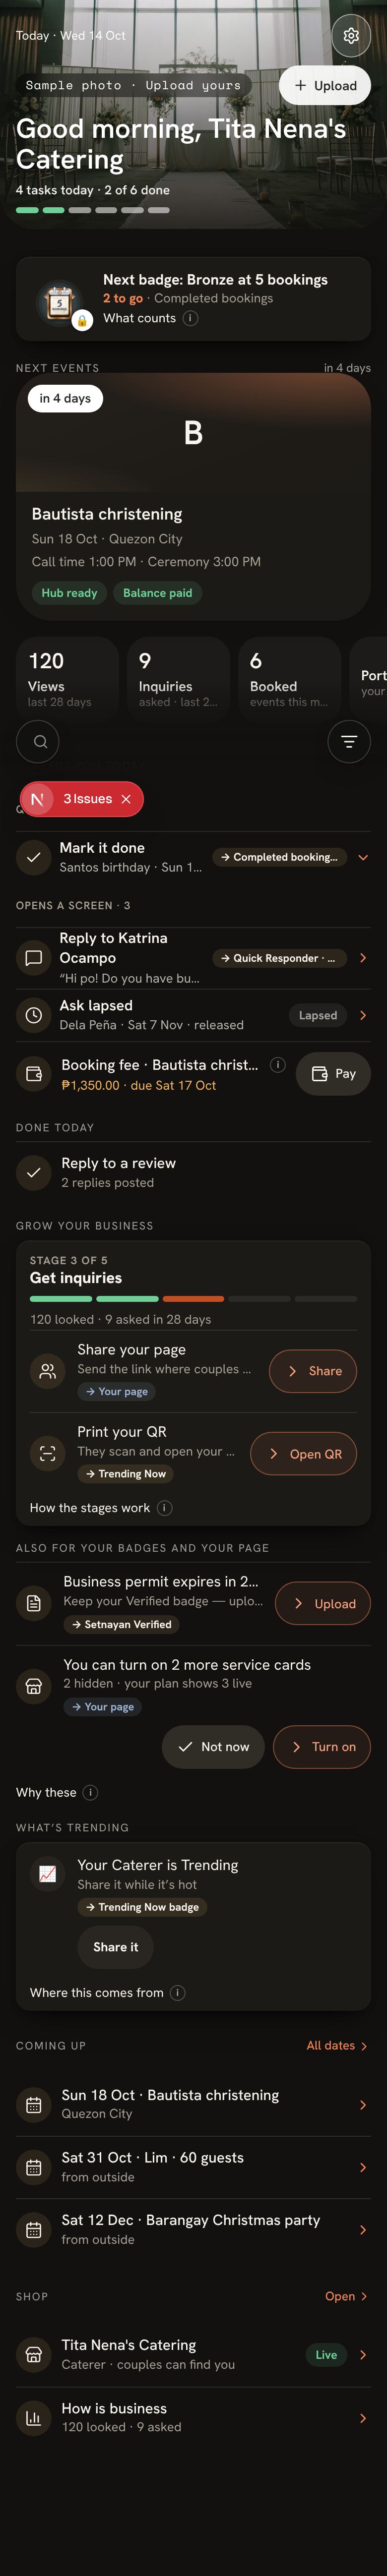 Today · Wed 14 Oct
Sample photo · Upload yours
Upload
Good morning, Tita Nena's
Catering
4 tasks today · 2 of 6 done
Next badge: Bronze at 5 bookings
2 to go · Completed bookings
What counts
5
NEXT EVENTS
in 4 days
in 4 days
B
Bautista christening
Sun 18 Oct · Quezon City
Call time 1:00 PM · Ceremony 3:00 PM
Hub ready
Balance paid
120
Views
last 28 days
9
Inquiries
asked · last 2...
6
Booked
events this m...
Port
your
N
3 Issues
Mark it done
Santos birthday · Sun 1...
→ Completed booking...
OPENS A SCREEN · 3
Reply to Katrina
Ocampo
“Hi po! Do you have bu...
→ Quick Responder · ...
Ask lapsed
Dela Peña · Sat 7 Nov · released
Lapsed
Booking fee · Bautista christ...
₱1,350.00 · due Sat 17 Oct
Pay
DONE TODAY
Reply to a review
2 replies posted
GROW YOUR BUSINESS
STAGE 3 OF 5
Get inquiries
120 looked · 9 asked in 28 days
Share your page
Send the link where couples ...
→ Your page
Share
Print your QR
They scan and open your ...
→ Trending Now
Open QR
How the stages work
ALSO FOR YOUR BADGES AND YOUR PAGE
Business permit expires in 2...
Keep your Verified badge — uplo...
→ Setnayan Verified
Upload
You can turn on 2 more service cards
2 hidden · your plan shows 3 live
→ Your page
Not now
Turn on
Why these
WHAT’S TRENDING
Your Caterer is Trending
Share it while it’s hot
→ Trending Now badge
Share it
Where this comes from
COMING UP
All dates
Sun 18 Oct · Bautista christening
Quezon City
Sat 31 Oct · Lim · 60 guests
from outside
Sat 12 Dec · Barangay Christmas party
from outside
SHOP
Open
Tita Nena's Catering
Caterer · couples can find you
Live
How is business
120 looked · 9 asked